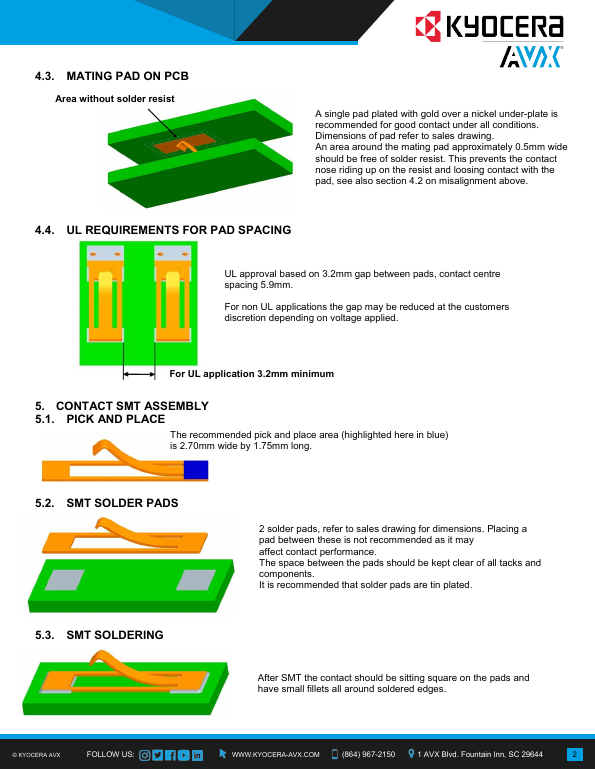 KYOCERA
AVX
4.3. MATING PAD ON PCB
Area without solder resist
A single pad plated with gold over a nickel under-plate is
recommended for good contact under all conditions.
Dimensions of pad refer to sales drawing.
An area around the mating pad approximately 0.5mm wide
should be free of solder resist. This prevents the contact
nose riding up on the resist and loosing contact with the
pad, see also section 4.2 on misalignment above.
4.4. UL REQUIREMENTS FOR PAD SPACING
UL approval based on 3.2mm gap between pads, contact centre
spacing 5.9mm.
For non UL applications the gap may be reduced at the customers
discretion depending on voltage applied.
For UL application 3.2mm minimum
5. CONTACT SMT ASSEMBLY
5.1. PICK AND PLACE
The recommended pick and place area (highlighted here in blue)
is 2.70mm wide by 1.75mm long.
5.2. SMT SOLDER PADS
2 solder pads, refer to sales drawing for dimensions. Placing a
pad between these is not recommended as it may
affect contact performance.
The space between the pads should be kept clear of all tacks and
components.
It is recommended that solder pads are tin plated.
5.3. SMT SOLDERING
After SMT the contact should be sitting square on the pads and
have small fillets all around soldered edges.
© KYOCERA AVX FOLLOW US: WWW.KYOCERA-AVX.COM (864) 967-2150 1 AVX Blvd. Fountain Inn, SC 29644 2